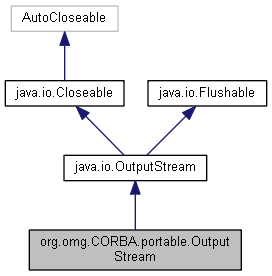 AutoCloseable
java.io.Closeable
java.io.Flushable
java.io.OutputStream
org.omg.CORBA.portable.Output
Stream